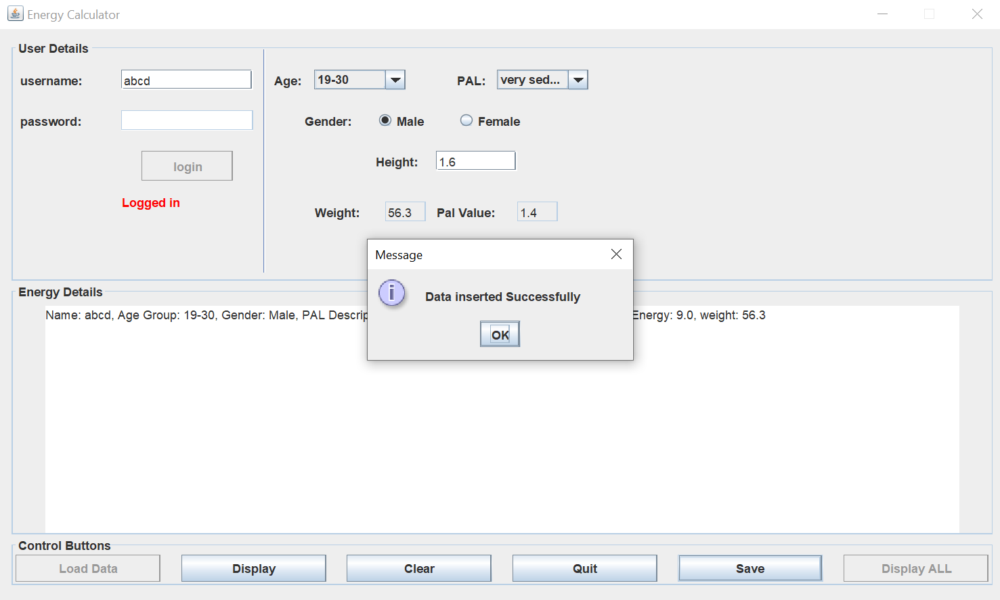 Energy Calculator
User Details
username: abcd
Age: 19-30 PAL: very sed...
password:
Gender: Male Female
login
Height: 1.6
Logged in
Weight: 56.3 Pal Value: 1.4
Message
Data inserted Successfully
OK
Energy Details
Name: abcd, Age Group: 19-30, Gender: Male, PAL Energy: 9.0, weight: 56.3
Control Buttons
Load Data Display Clear Quit Save Display ALL